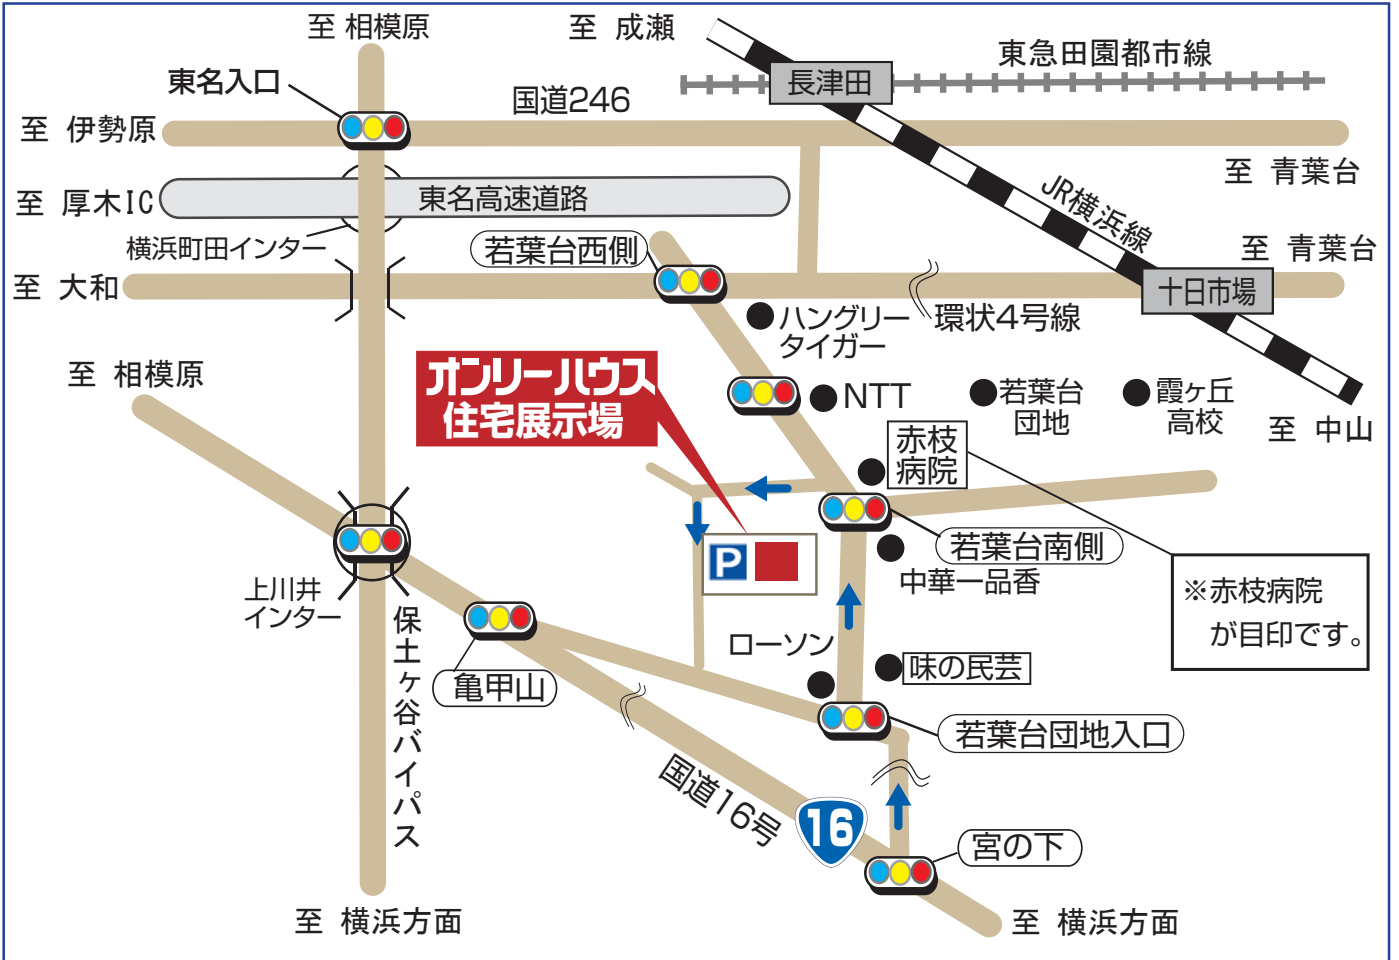 至 相模原
至 成瀬
東急田園都市線
東名入口
長津田
国道246
至 伊勢原
至 青葉台
至 厚木IC
東名高速道路
JR横浜線
横浜町田インター
若葉台西側
至 青葉台
至 大和
十日市場
ハングリー
タイガー
環状4号線
至 相模原
オンリーハウス
住宅展示場
NTT
若葉台
団地
霞ヶ丘
高校
至 中山
赤枝
病院
若葉台南側
P
中華一品香
※赤枝病院
が目印です。
上川井
インター
保土ヶ谷バイパス
ローソン
味の民芸
亀甲山
若葉台団地入口
国道16号
16
宮の下
至 横浜方面
至 横浜方面